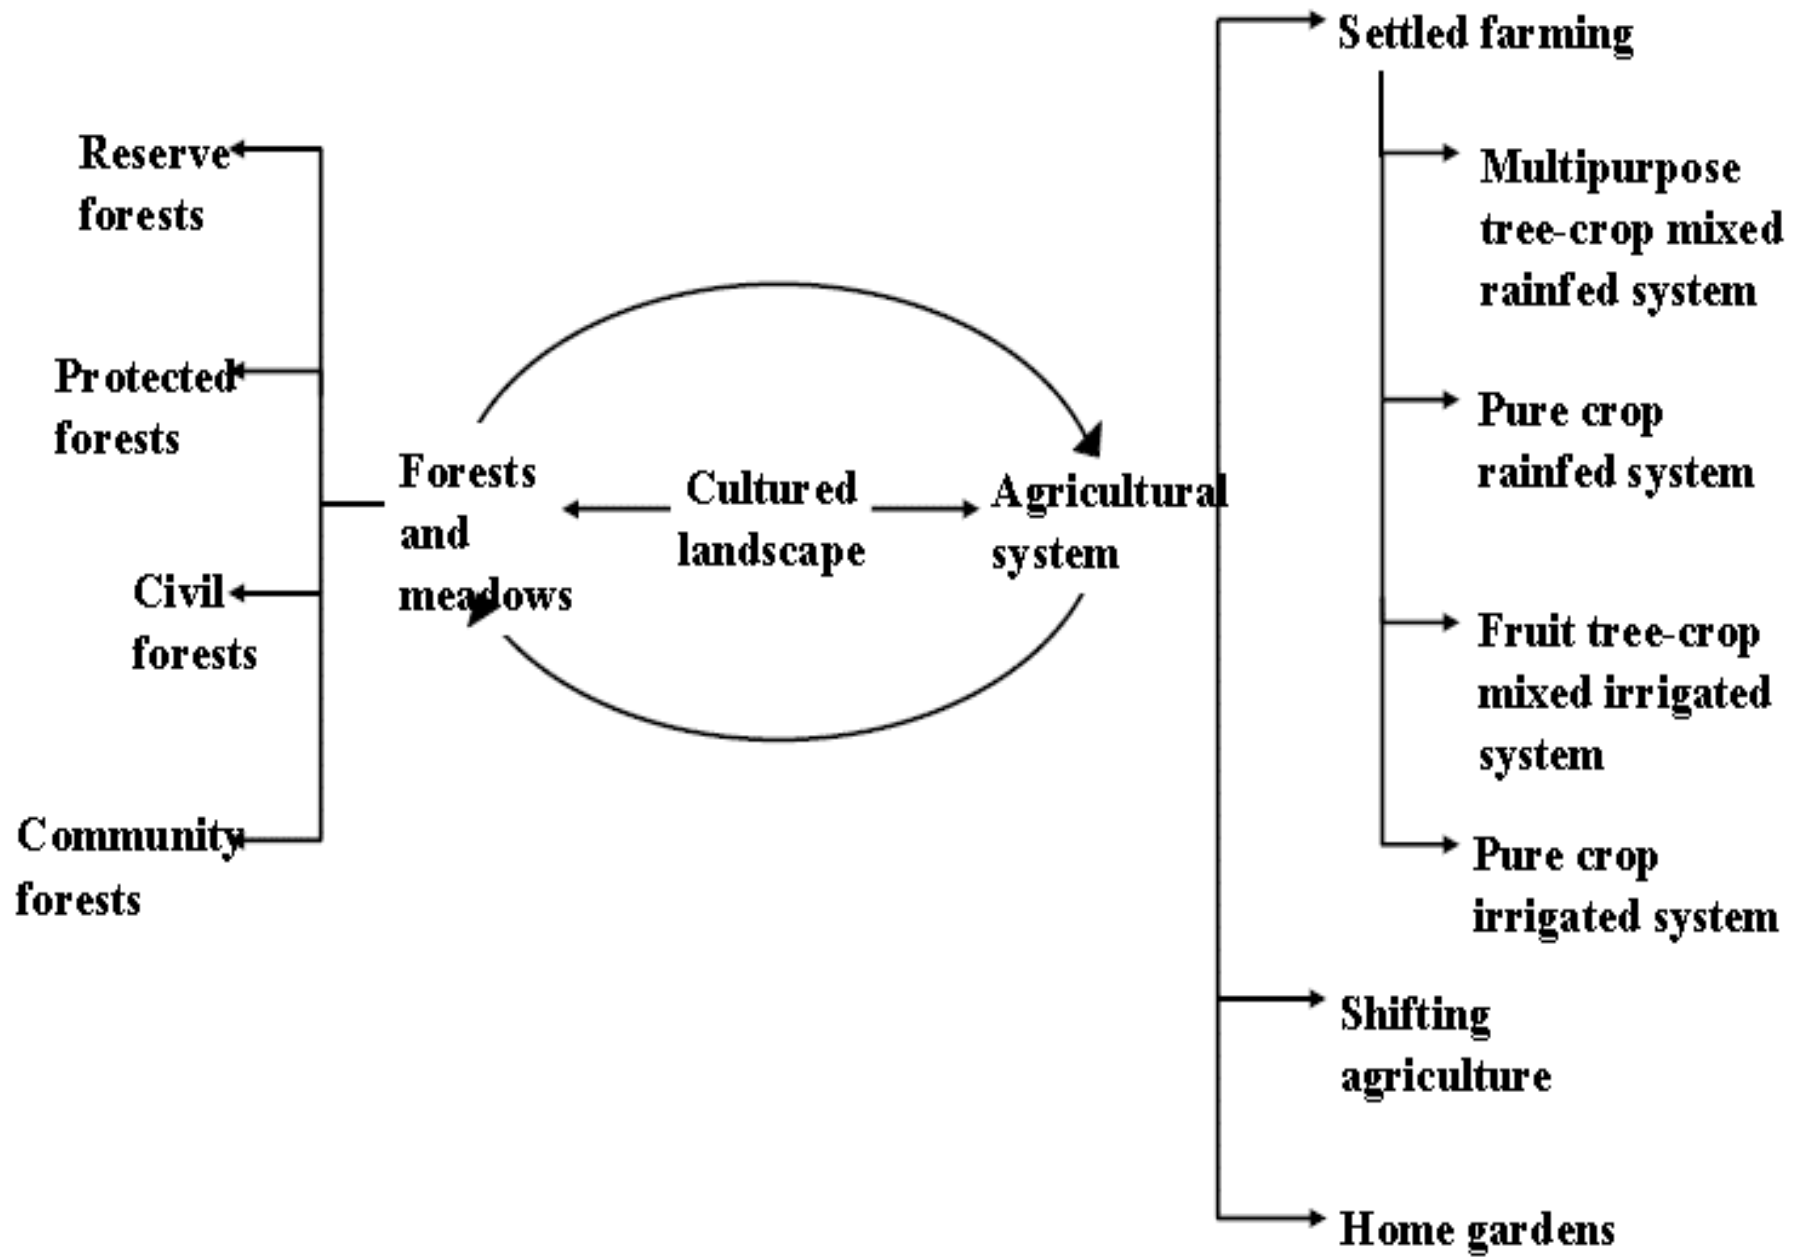 Reserve
forests
Protected
forests
Civil
forests
Community
forests
Forests
and
meadows
Cultured
landscape
Agricultural
system
Settled farming
Multipurpose
tree-crop mixed
rainfed system
Pure crop
rainfed system
Fruit tree-crop
mixed irrigated
system
Pure crop
irrigated system
Shifting
agriculture
Home gardens